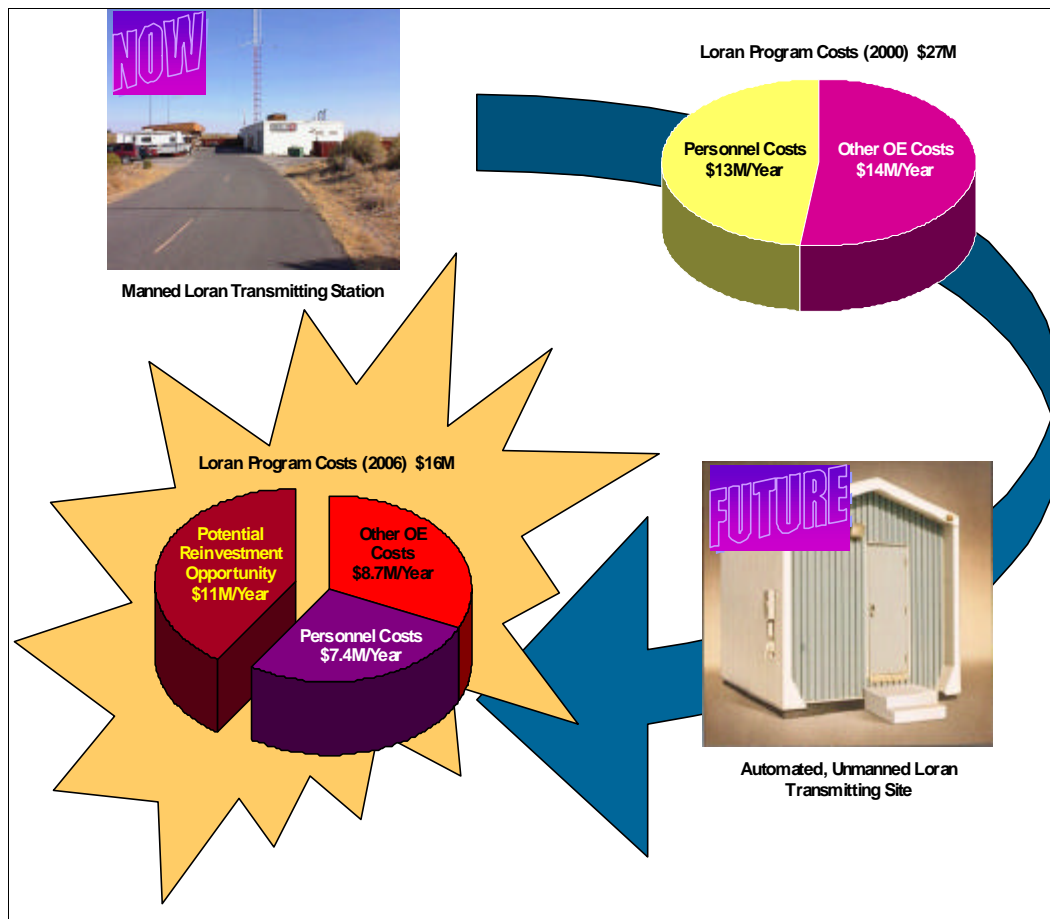 NOW
Manned Loran Transmitting Station
Loran Program Costs (2000) $27M
Personnel Costs
$13M/Year
Other OE Costs
$14M/Year
Loran Program Costs (2006) $16M
Potential
Reinvestment
Opportunity
$11M/Year
Other OE
Costs
$8.7M/Year
Personnel Costs
$7.4M/Year
FUTURE
Automated, Unmanned Loran
Transmitting Site